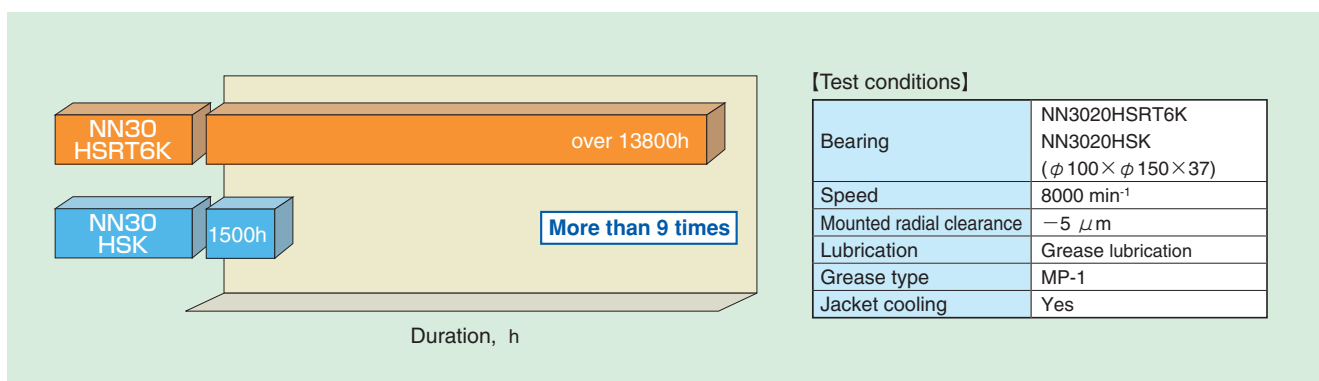 NN30
HSRT6K
over 13800h
NN30
HSK
1500h
More than 9 times
Duration, h
【Test conditions】
Bearing
NN3020HSRT6K
NN3020HSK
(φ100×φ150×37)
Speed 8000 min⁻¹
Mounted radial clearance −5 μm
Lubrication Grease lubrication
Grease type MP-1
Jacket cooling Yes